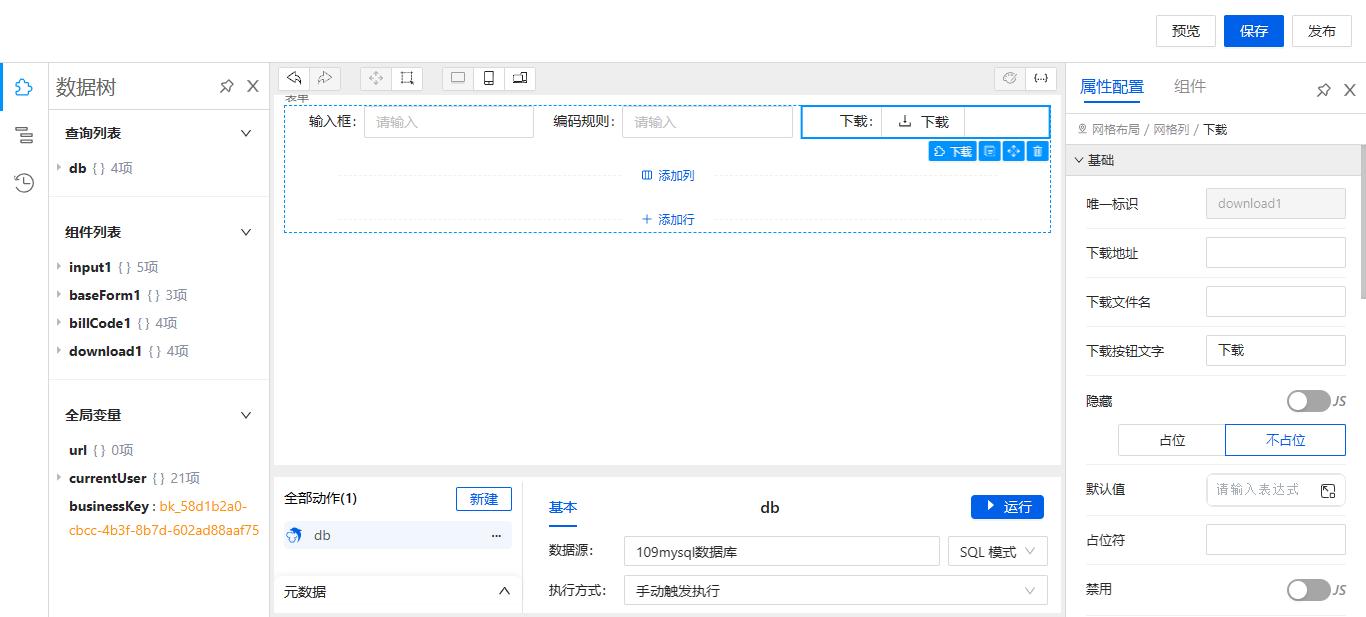 预览 保存 发布
数据树
查询列表
db { } 4项
组件列表
input1 { } 5项
baseForm1 { } 3项
billCode1 { } 4项
download1 { } 4项
全局变量
url { } 0项
currentUser { } 21项
businessKey : bk_58d1b2a0-
cbcc-4b3f-8b7d-602ad88aaf75
表单
输入框: 请输入 编码规则: 请输入 下载: 下载
下载
添加列
添加行
全部动作(1) 新建
db
元数据
基本 db 运行
数据源: 109mysql数据库 SQL 模式
执行方式: 手动触发执行
属性配置 组件
网格布局 / 网格列 / 下载
基础
唯一标识 download1
下载地址
下载文件名
下载按钮文字 下载
隐藏 JS
占位 不占位
默认值 请输入表达式
占位符
禁用 JS